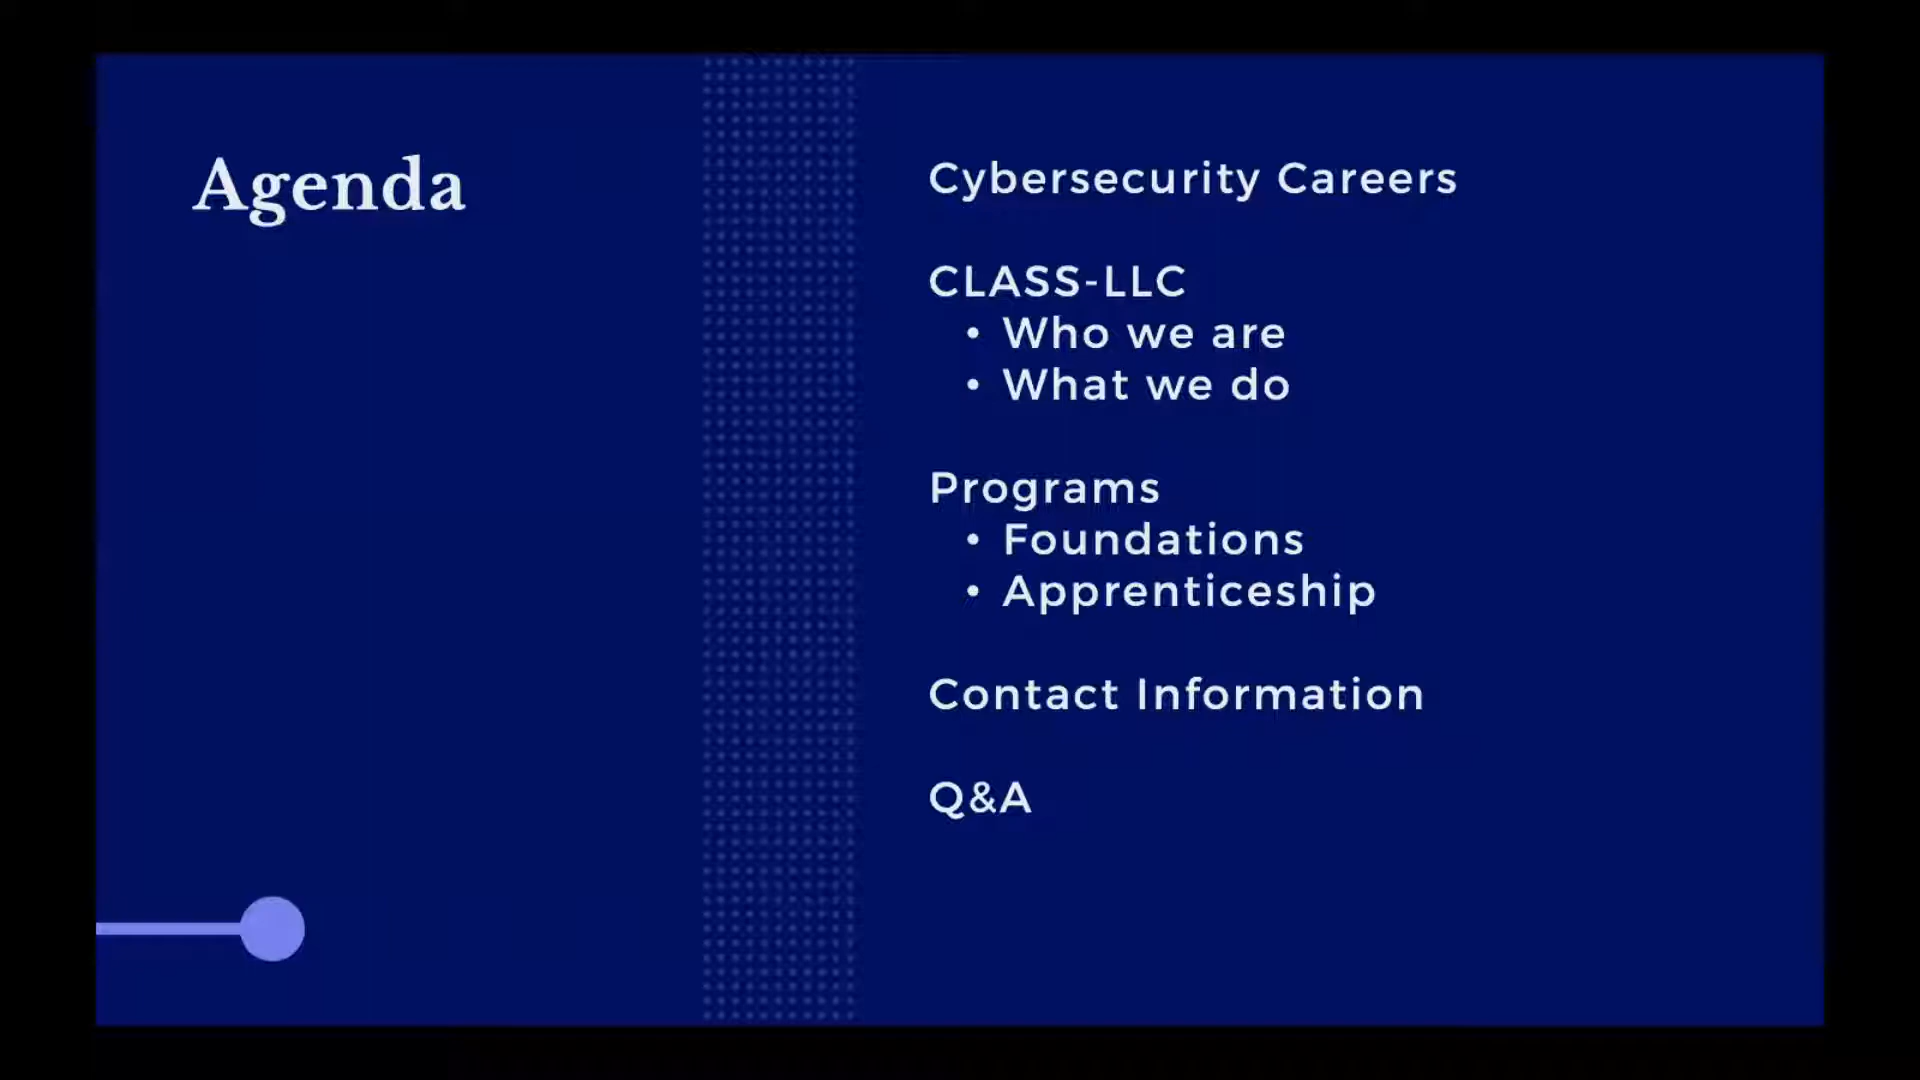 Agenda
Cybersecurity Careers
CLASS-LLC
• Who we are
• What we do
Programs
• Foundations
• Apprenticeship
Contact Information
Q&A